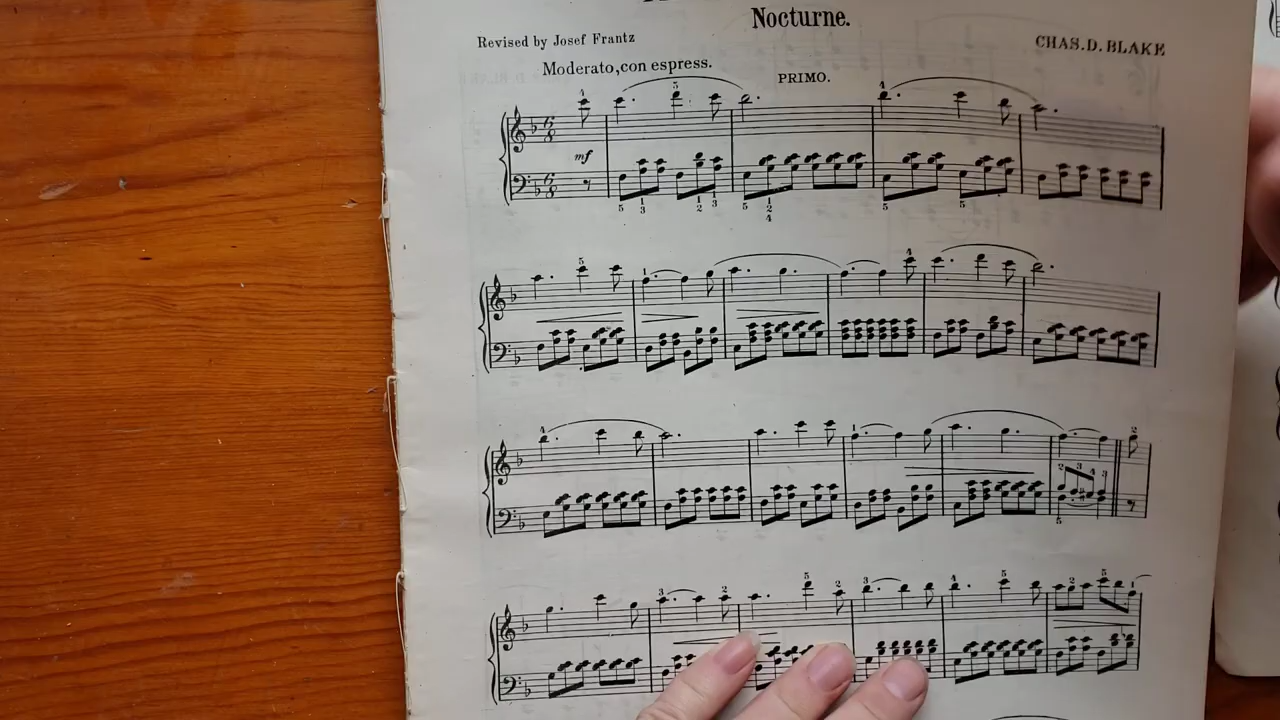 Nocturne.
Revised by Josef Frantz
CHAS. D. BLAKE
Moderato, con espress.
PRIMO.
mf